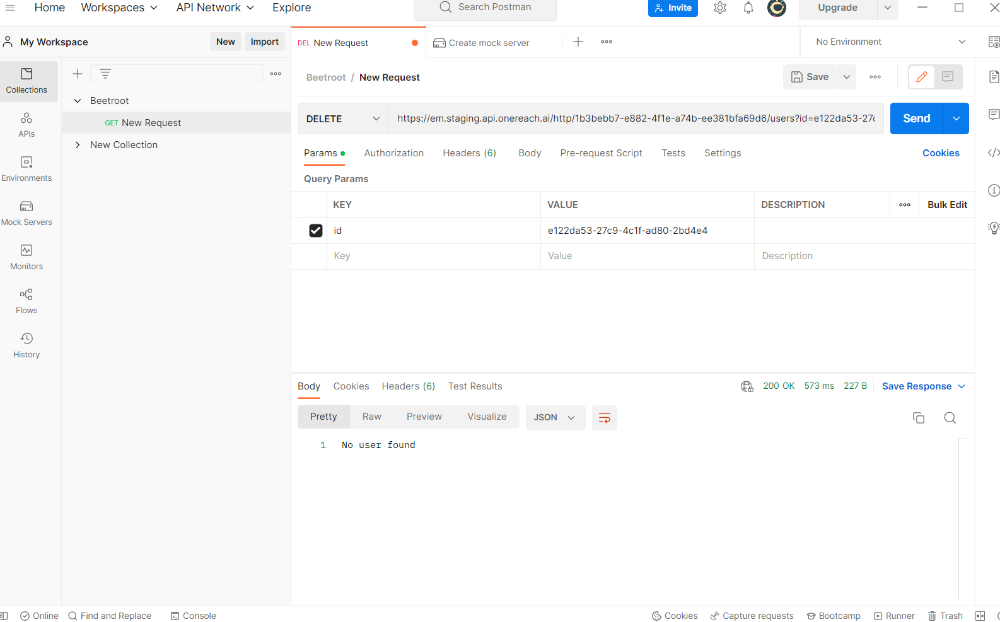 Home Workspaces API Network Explore Search Postman Invite Upgrade
My Workspace New Import DEL New Request Create mock server No Environment
Collections
APIs
Environments
Mock Servers
Monitors
Flows
History
Beetroot
GET New Request
New Collection
Beetroot / New Request Save
DELETE https://em.staging.api.onereach.ai/http/1b3bebb7-e882-4f1e-a74b-ee381bfa69d6/users?id=e122da53-27c Send
Params Authorization Headers (6) Body Pre-request Script Tests Settings Cookies
Query Params
KEY VALUE DESCRIPTION Bulk Edit
id e122da53-27c9-4c1f-ad80-2bd4e4
Key Value Description
Body Cookies Headers (6) Test Results 200 OK 573 ms 227 B Save Response
Pretty Raw Preview Visualize JSON
1 No user found
Online Find and Replace Console Cookies Capture requests Bootcamp Runner Trash